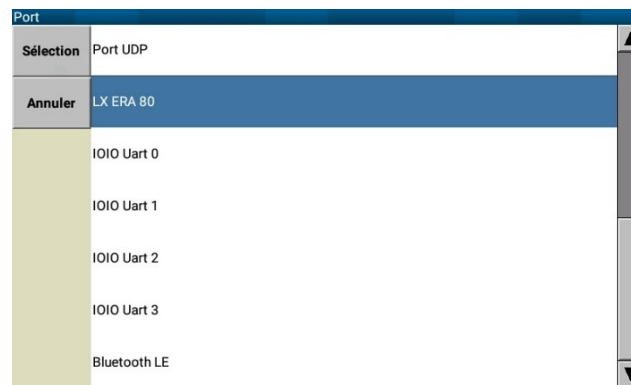 Port
Sélection
Port UDP
Annuler
LX ERA 80
IOIO Uart 0
IOIO Uart 1
IOIO Uart 2
IOIO Uart 3
Bluetooth LE